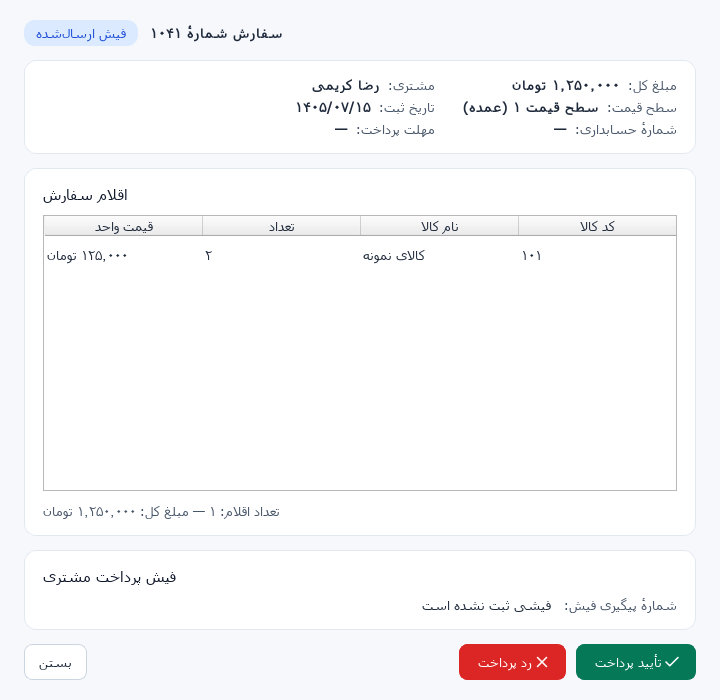 سفارش شمارهٔ ۱۰۴۱
فیش ارسال‌شده
مبلغ کل: ۱,۲۵۰,۰۰۰ تومان
مشتری: رضا کریمی
سطح قیمت: سطح قیمت ۱ (عمده)
تاریخ ثبت: ۱۴۰۵/۰۷/۱۵
شمارهٔ حسابداری: —
مهلت پرداخت: —
اقلام سفارش
کد کالا نام کالا تعداد قیمت واحد
۱۰۱ کالای نمونه ۲ ۱۲۵,۰۰۰ تومان
تعداد اقلام: ۱ — مبلغ کل: ۱,۲۵۰,۰۰۰ تومان
فیش پرداخت مشتری
شمارهٔ پیگیری فیش: فیشی ثبت نشده است
✓ تأیید پرداخت
✕ رد پرداخت
بستن